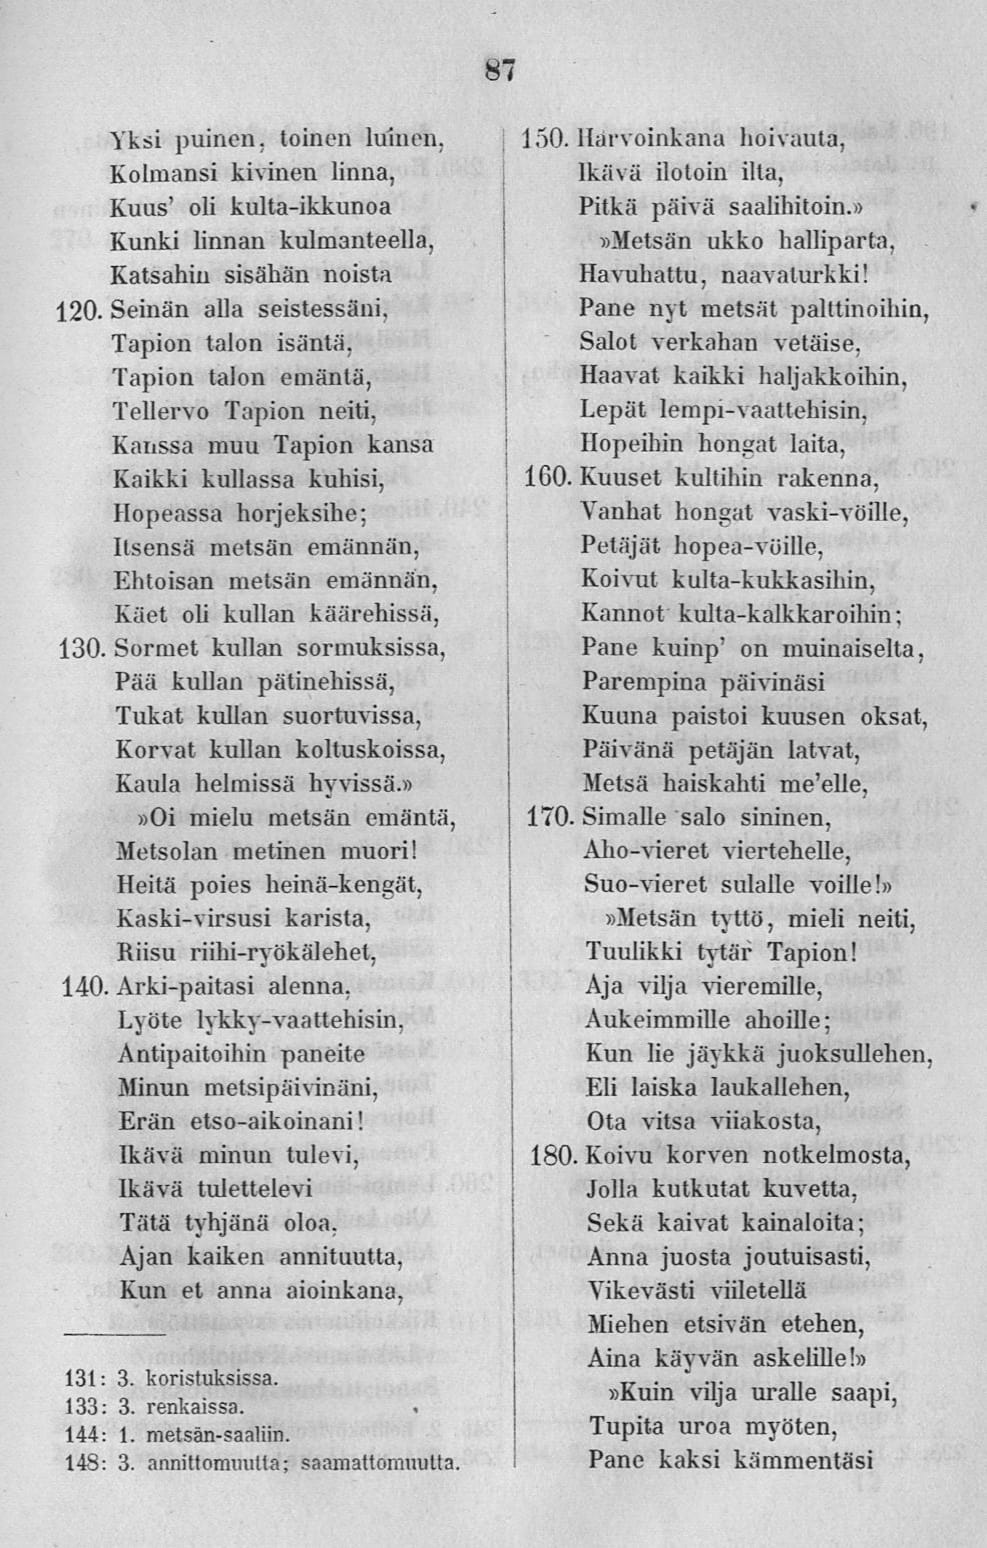 87
Yksi puinen, toinen luinen,
Kolmansi kivinen linna,
Kuus' oli kulta-ikkunoa
Kunki linnan kulmanteella,
Katsahin sisähän noista
120. Seinän alla seistessäni,
Tapion talon isäntä,
Tapion talon emäntä,
Tellervo Tapion neiti,
Kanssa muu Tapion kansa
Kaikki kullassa kuhisi,
Hopeassa horjeksihe;
Itsensä metsän emännän,
Ehtoisan metsän emännän,
Käet oli kullan käärehissä,
130. Sormet kullan sormuksissa,
Pää kullan pätinehissä,
Tukat kullan suortuvissa,
Korvat kullan koltuskoissa,
Kaula helmissä hyvissä.»
»Oi mielu metsän emäntä,
Metsolan metinen muori!
Heitä poies heinä-kengät,
Kaski-virsusi karista,
Riisu riihi-ryökälehet,
140. Arki-paitasi alenna,
Lyöte lykky-vaattehisin,
Antipaitoihin paneite
Minun metsipäivinäni,
Erän etso-aikoinani!
Ikävä minun tulevi,
Ikävä tulettelevi
Tätä tyhjänä oloa,
Ajan kaiken annituutta,
Kun et anna aioinkana,
131: 3. koristuksissa.
133: 3. renkaissa.
144: 1. metsän-saaliin.
148: 3. annittomuutta; saamattomuutta.
150. Harvoinkana hoivauta,
Ikävä ilotoin ilta,
Pitkä päivä saalihitoin.»
»Metsän ukko halliparta,
Havuhattu, naavaturkki!
Pane nyt metsät palttinoihin,
Salot verkahan vetäise,
Haavat kaikki haljakkoihin,
Lepät lempi-vaattehisin,
Hopeihin hongat laita,
160. Kuuset kultihin rakenna,
Vanhat hongat vaski-vöille,
Petäjät hopea-vöille,
Koivut kulta-kukkasihin,
Kannot kulta-kalkkaroihin;
Pane kuinp' on muinaiselta,
Parempina päivinäsi
Kuuna paistoi kuusen oksat,
Päivänä petäjän latvat,
Metsä haiskahti me'elle,
170. Simalle salo sininen,
Aho-vieret viertehelle,
Suo-vieret sulalle voille!»
»Metsän tyttö, mieli neiti,
Tuulikki tytär Tapion!
Aja vilja vieremille,
Aukeimmille ahoille;
Kun lie jäykkä juoksullehen,
Eli laiska laukallehen,
Ota vitsa viiakosta,
180. Koivu korven notkelmosta,
Jolla kutkutat kuvetta,
Sekä kaivat kainaloita;
Anna juosta joutuisasti,
Vikevästi viiletellä
Miehen etsivän etehen,
Aina käyvän askelille!»
»Kuin vilja uralle saapi,
Tupita uroa myöten,
Pane kaksi kämmentäsi